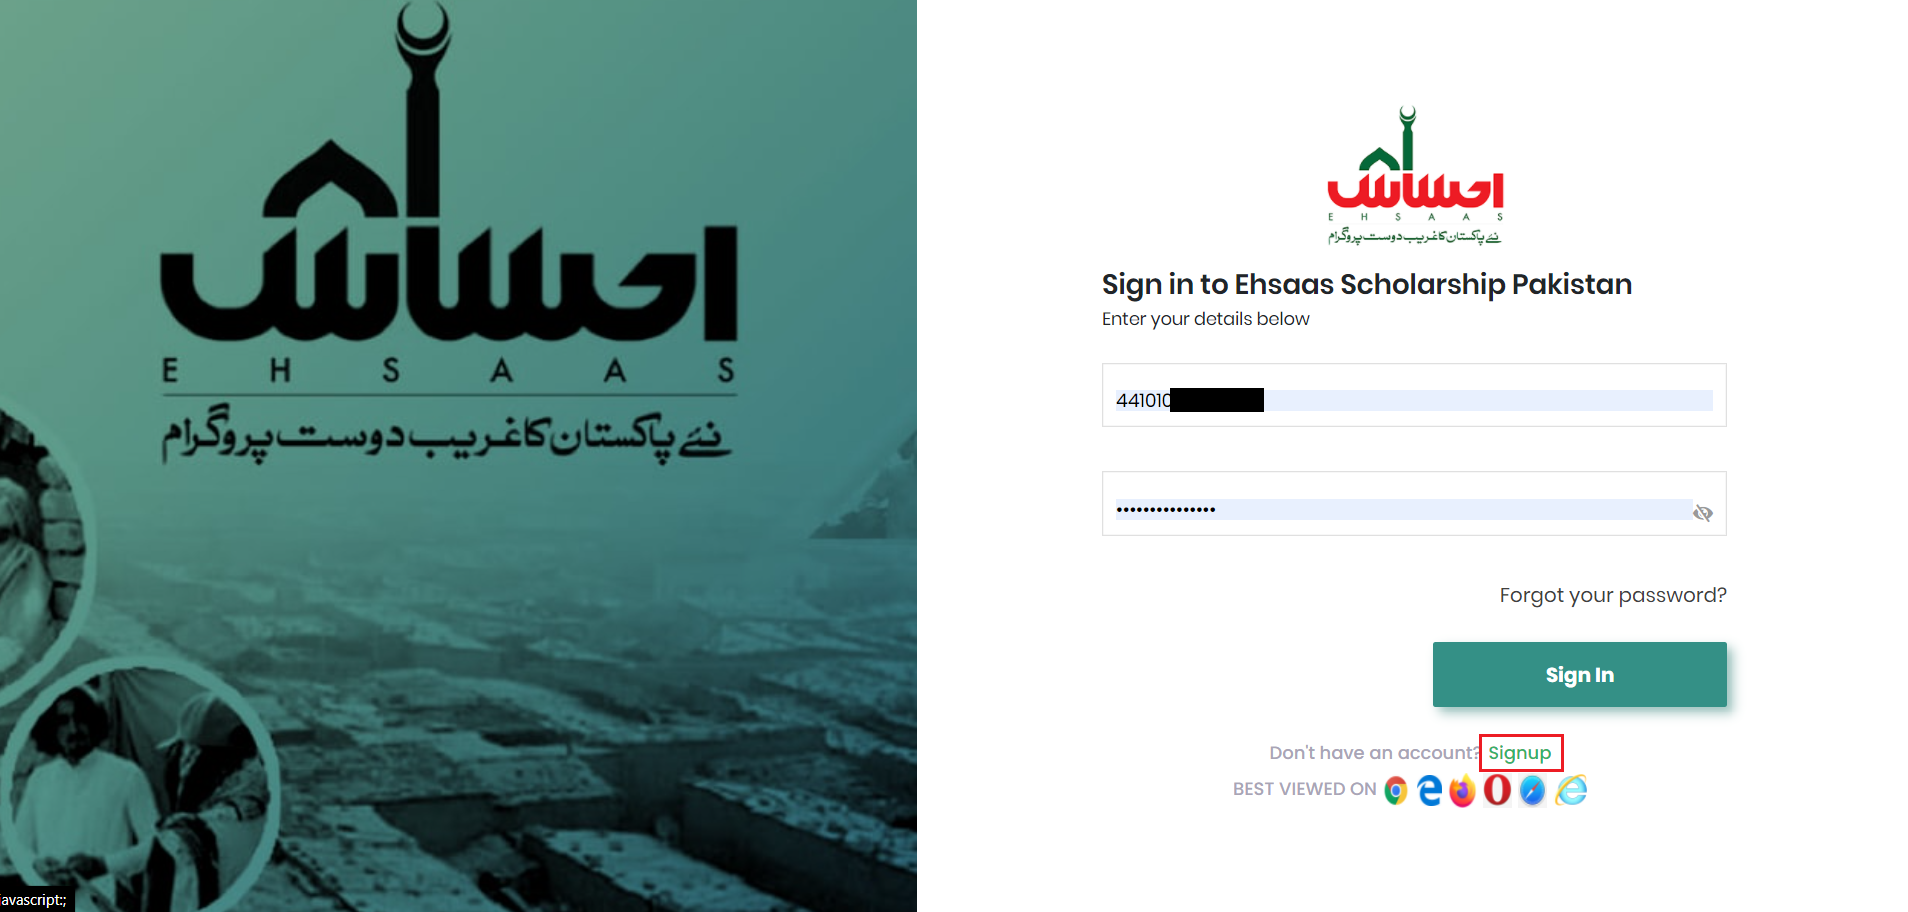 احساس
EHSAAS
نئے پاکستان کا غریب دوست پروگرام
احساس
EHSAAS
نئے پاکستان کا غریب دوست پروگرام
Sign in to Ehsaas Scholarship Pakistan
Enter your details below
441010
•••••••••••••••
Forgot your password?
Sign In
Don't have an account? Signup
BEST VIEWED ON
avascript:;